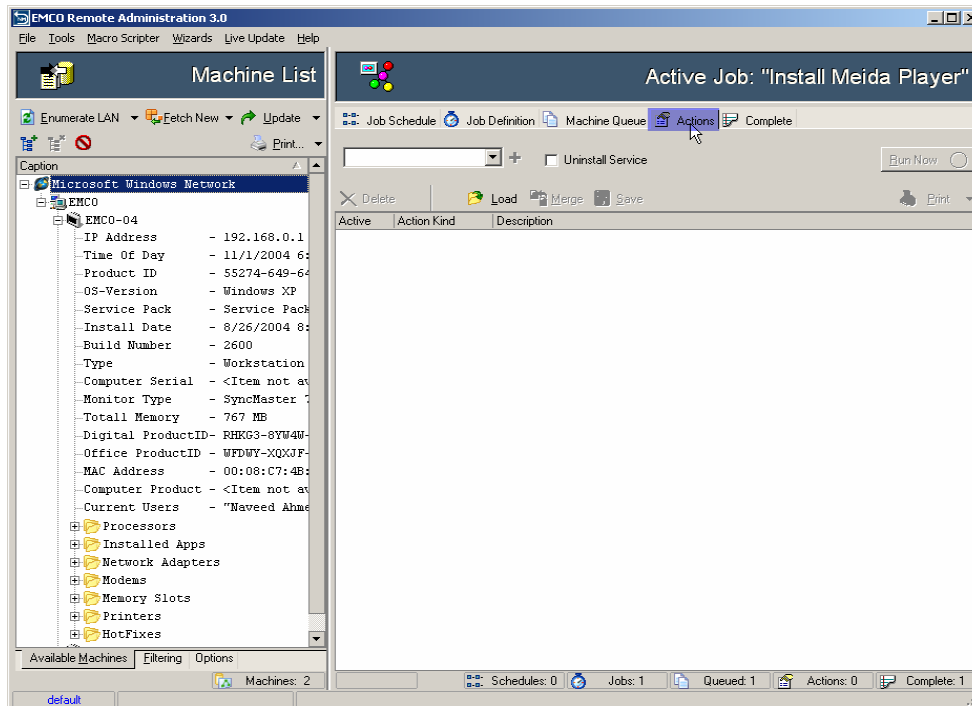 EMCO Remote Administration 3.0
File Tools Macro Scripter Wizards Live Update Help
Machine List
Active Job: "Install Meida Player"
Enumerate LAN Fetch New Update
Print...
Job Schedule Job Definition Machine Queue Actions Complete
Uninstall Service
Run Now
Delete Load Merge Save Print
Caption
Active Action Kind Description
Microsoft Windows Network
EMCO
EMCO-04
IP Address - 192.168.0.1
Time Of Day - 11/1/2004 6:
Product ID - 55274-649-64
OS-Version - Windows XP
Service Pack - Service Pack
Install Date - 8/26/2004 8:
Build Number - 2600
Type - Workstation
Computer Serial - <Item not av
Monitor Type - SyncMaster 7
Totall Memory - 767 MB
Digital ProductID- RHKG3-8YW4W-
Office ProductID - WFDWY-XQXJF-
MAC Address - 00:08:C7:4B:
Computer Product - <Item not av
Current Users - "Naveed Ahme
Processors
Installed Apps
Network Adapters
Modems
Memory Slots
Printers
HotFixes
Available Machines Filtering Options
Machines: 2
Schedules: 0 Jobs: 1 Queued: 1 Actions: 0 Complete: 1
default